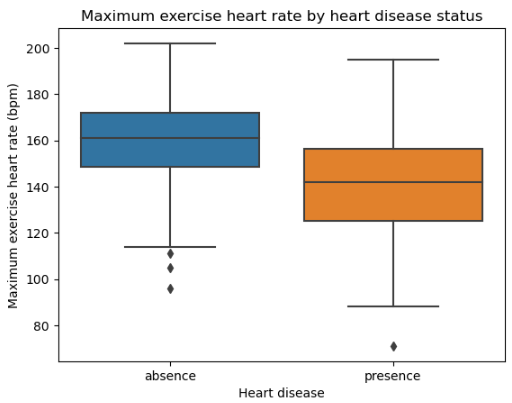 Maximum exercise heart rate by heart disease status
Maximum exercise heart rate (bpm)
200
180
160
140
120
100
80
absence
presence
Heart disease